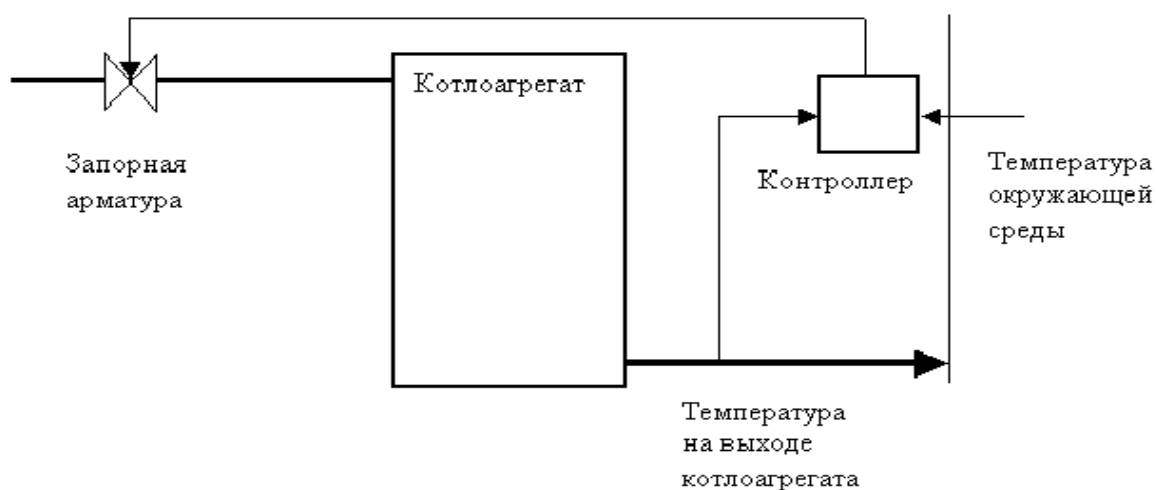 Котлоагрегат
Запорная
арматура
Контроллер
Температура
окружающей
среды
Температура
на выходе
котлоагрегата